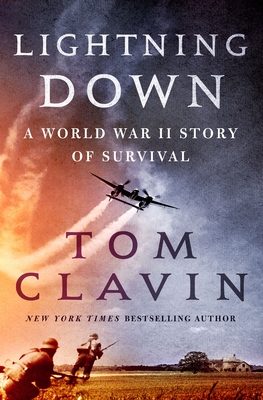 LIGHTNING
DOWN
A WORLD WAR II STORY
OF SURVIVAL
TOM
CLAVIN
NEW YORK TIMES BESTSELLING AUTHOR